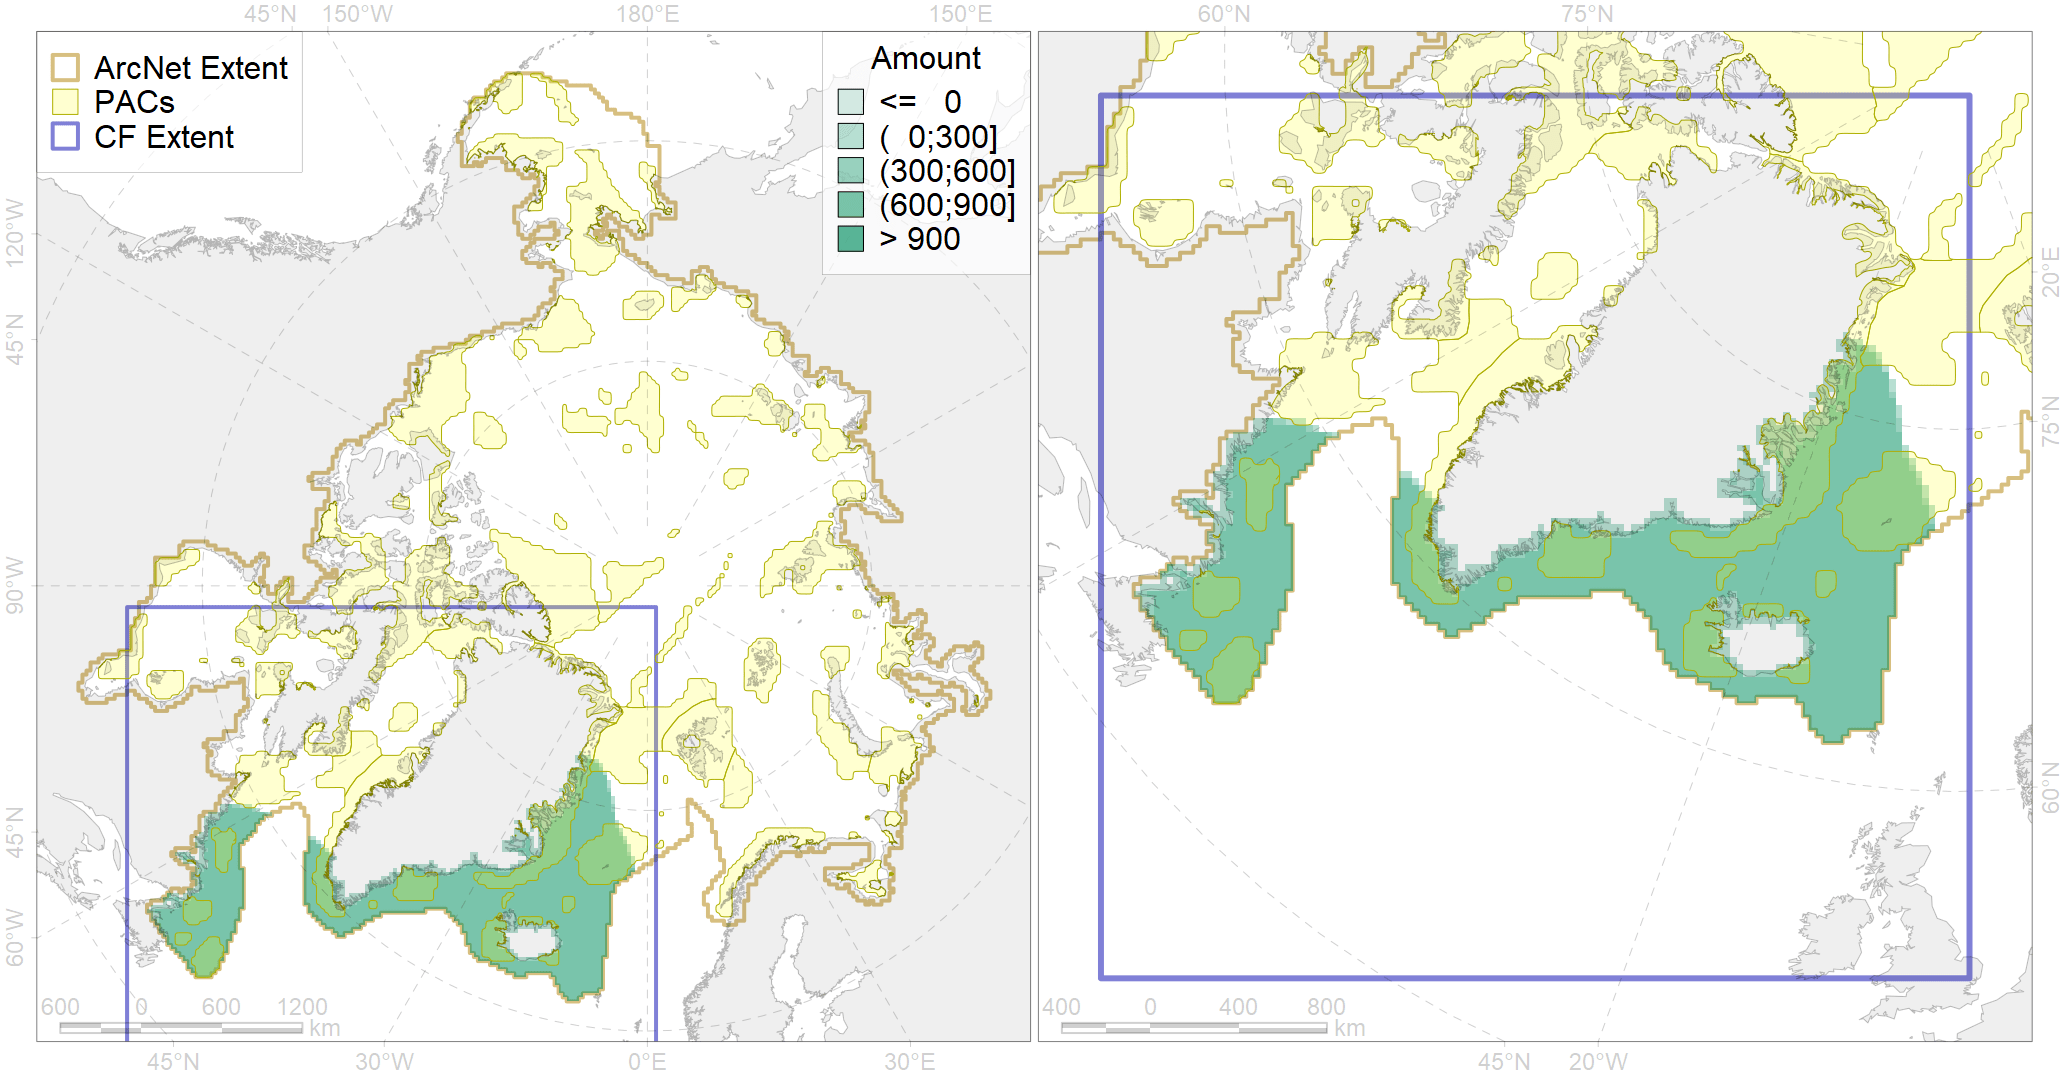 45°N 150°W 180°E 150°E 60°N 75°N
ArcNet Extent
PACs
CF Extent
Amount
<= 0
( 0;300]
(300;600]
(600;900]
> 900
120°W
45°N
90°W
45°N
60°W
20°E
75°N
60°N
600 0 600 1200
km
400 0 400 800
km
45°N 30°W 0°E 30°E 45°N 20°W